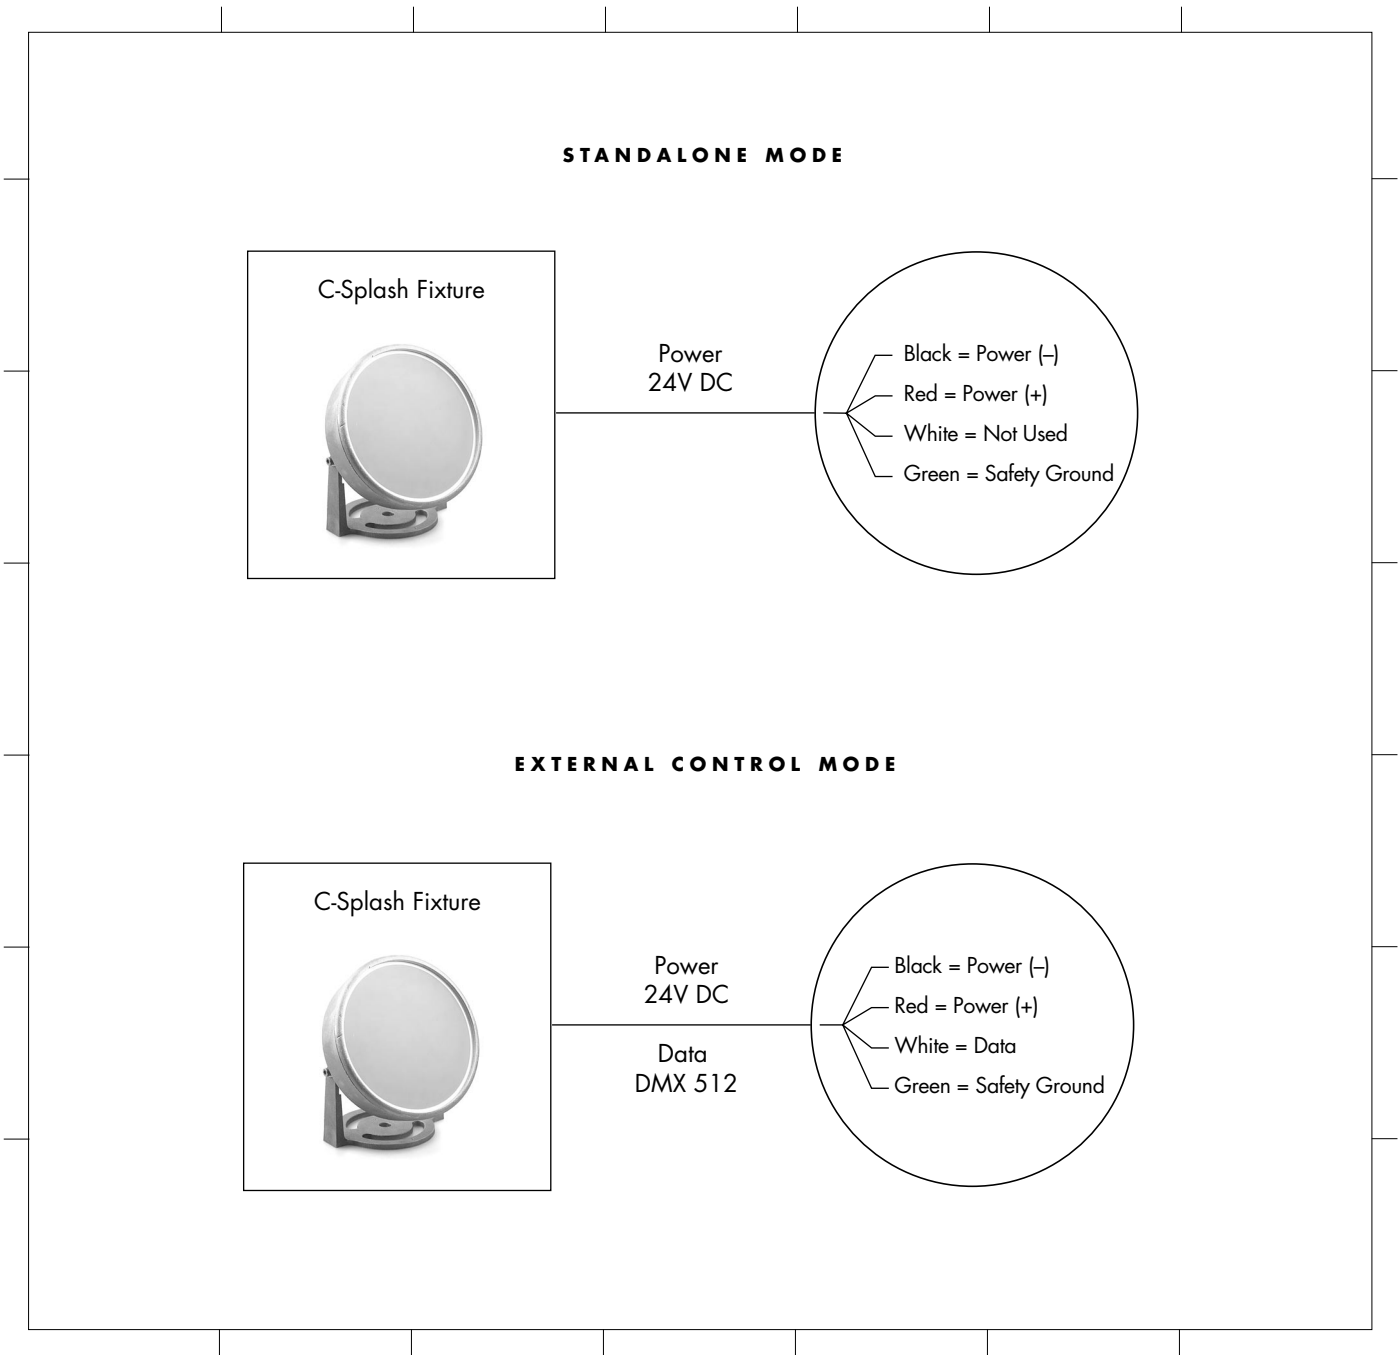 STANDALONE MODE
C-Splash Fixture
Power
24V DC
Black = Power (–)
Red = Power (+)
White = Not Used
Green = Safety Ground
EXTERNAL CONTROL MODE
C-Splash Fixture
Power
24V DC
Data
DMX 512
Black = Power (–)
Red = Power (+)
White = Data
Green = Safety Ground